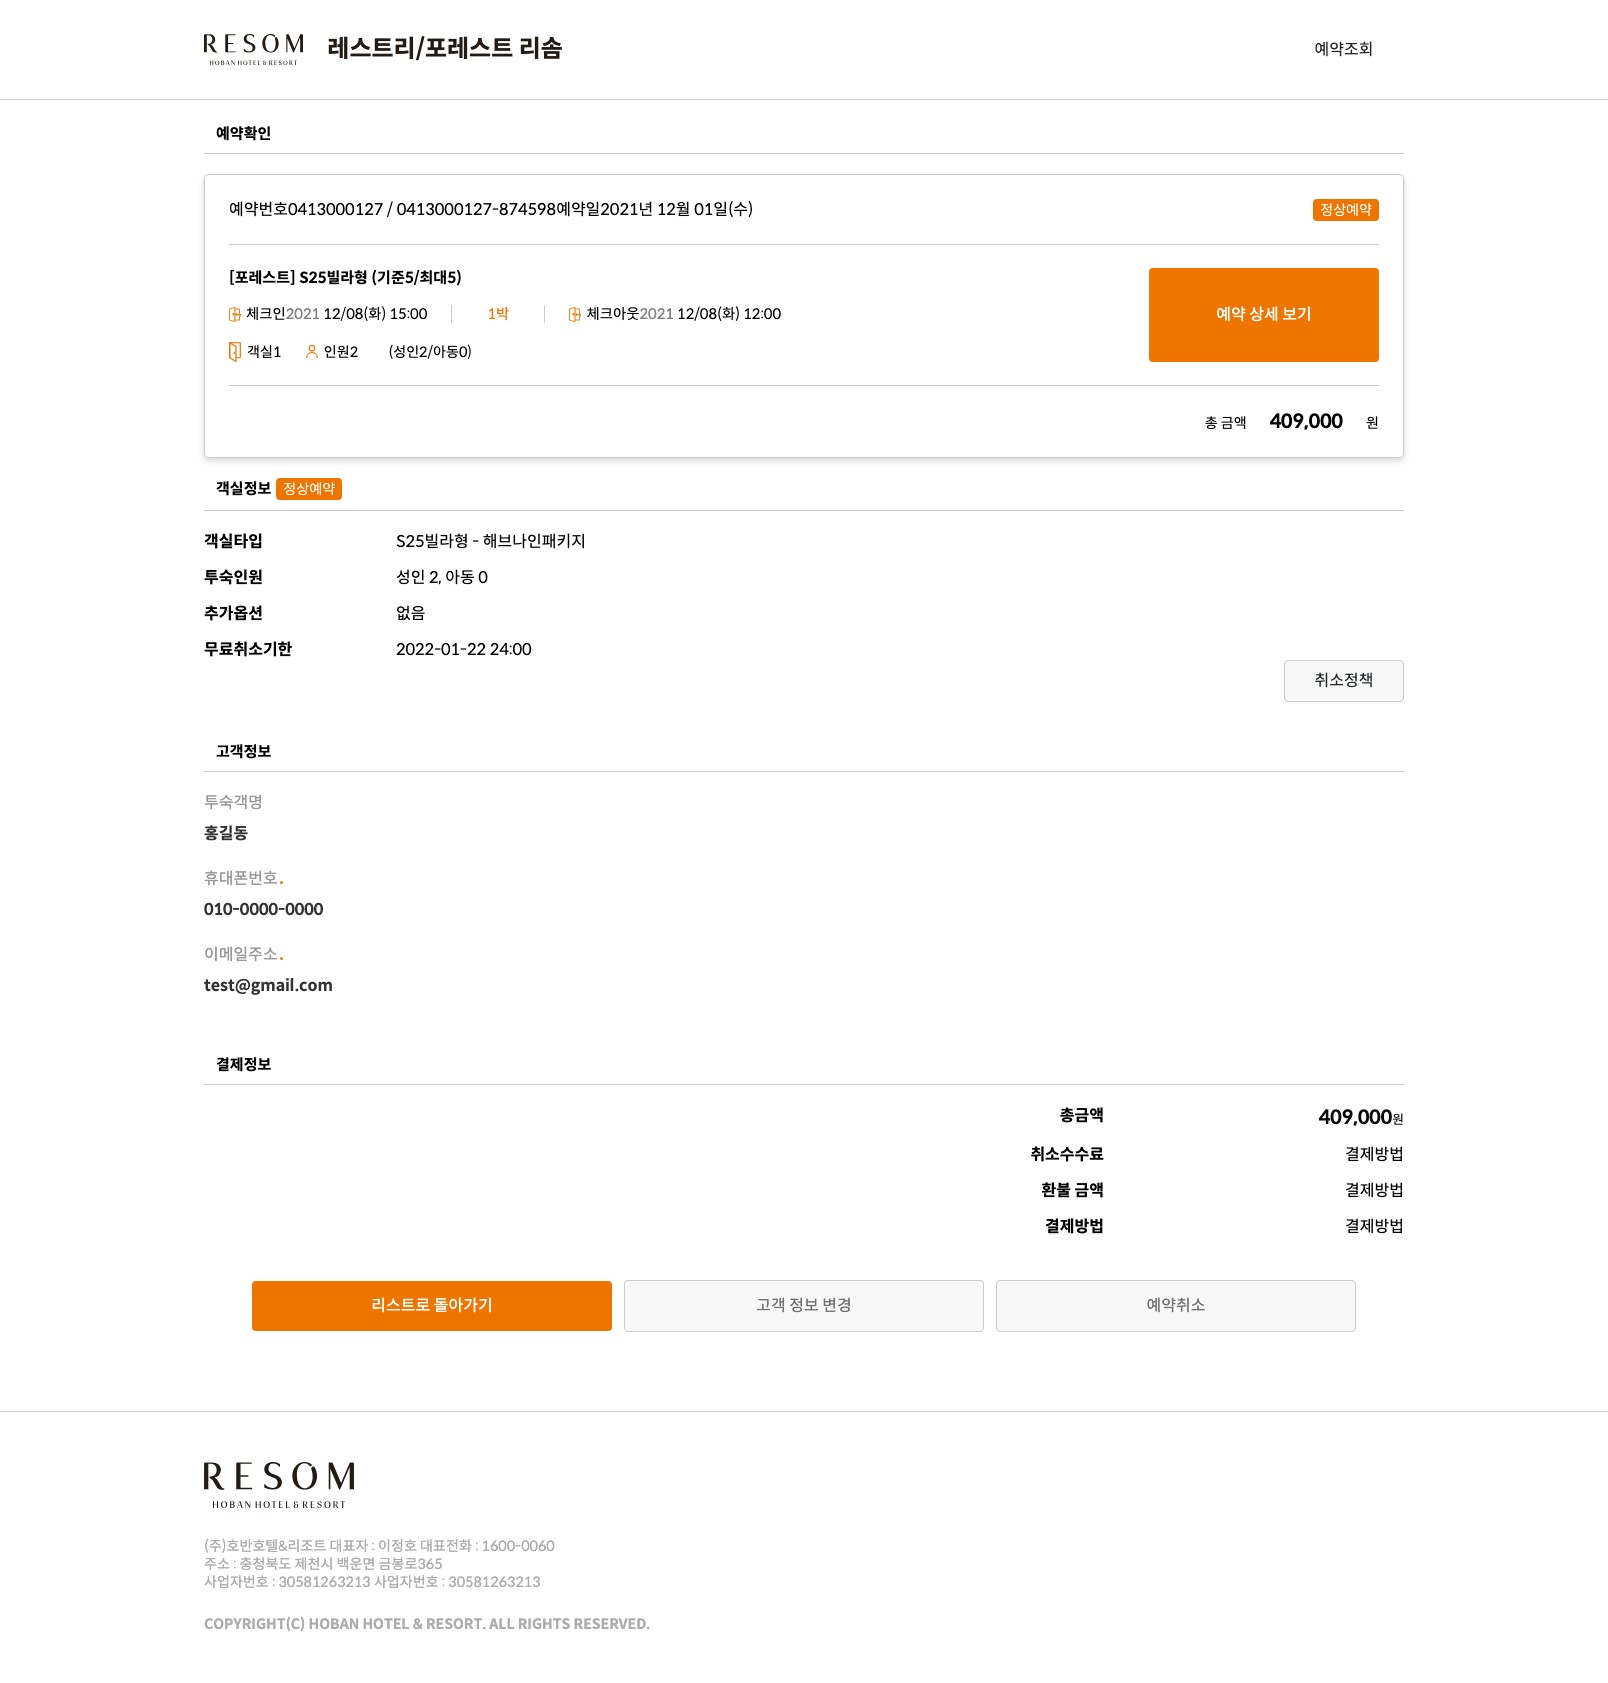 RESOM
HOBAN HOTEL & RESORT
레스트리/포레스트 리솜
예약조회
예약확인
예약번호0413000127 / 0413000127-874598예약일2021년 12월 01일(수)
정상예약
[포레스트] S25빌라형 (기준5/최대5)
체크인2021 12/08(화) 15:00
1박
체크아웃2021 12/08(화) 12:00
객실1 인원2 (성인2/아동0)
예약 상세 보기
총 금액 409,000 원
객실정보 정상예약
객실타입 S25빌라형 - 해브나인패키지
투숙인원 성인 2, 아동 0
추가옵션 없음
무료취소기한 2022-01-22 24:00
취소정책
고객정보
투숙객명
홍길동
휴대폰번호.
010-0000-0000
이메일주소.
test@gmail.com
결제정보
총금액 409,000원
취소수수료 결제방법
환불 금액 결제방법
결제방법 결제방법
리스트로 돌아가기
고객 정보 변경
예약취소
RESOM
HOBAN HOTEL & RESORT
(주)호반호텔&리조트 대표자 : 이정호 대표전화 : 1600-0060
주소 : 충청북도 제천시 백운면 금봉로365
사업자번호 : 30581263213 사업자번호 : 30581263213
COPYRIGHT(C) HOBAN HOTEL & RESORT. ALL RIGHTS RESERVED.